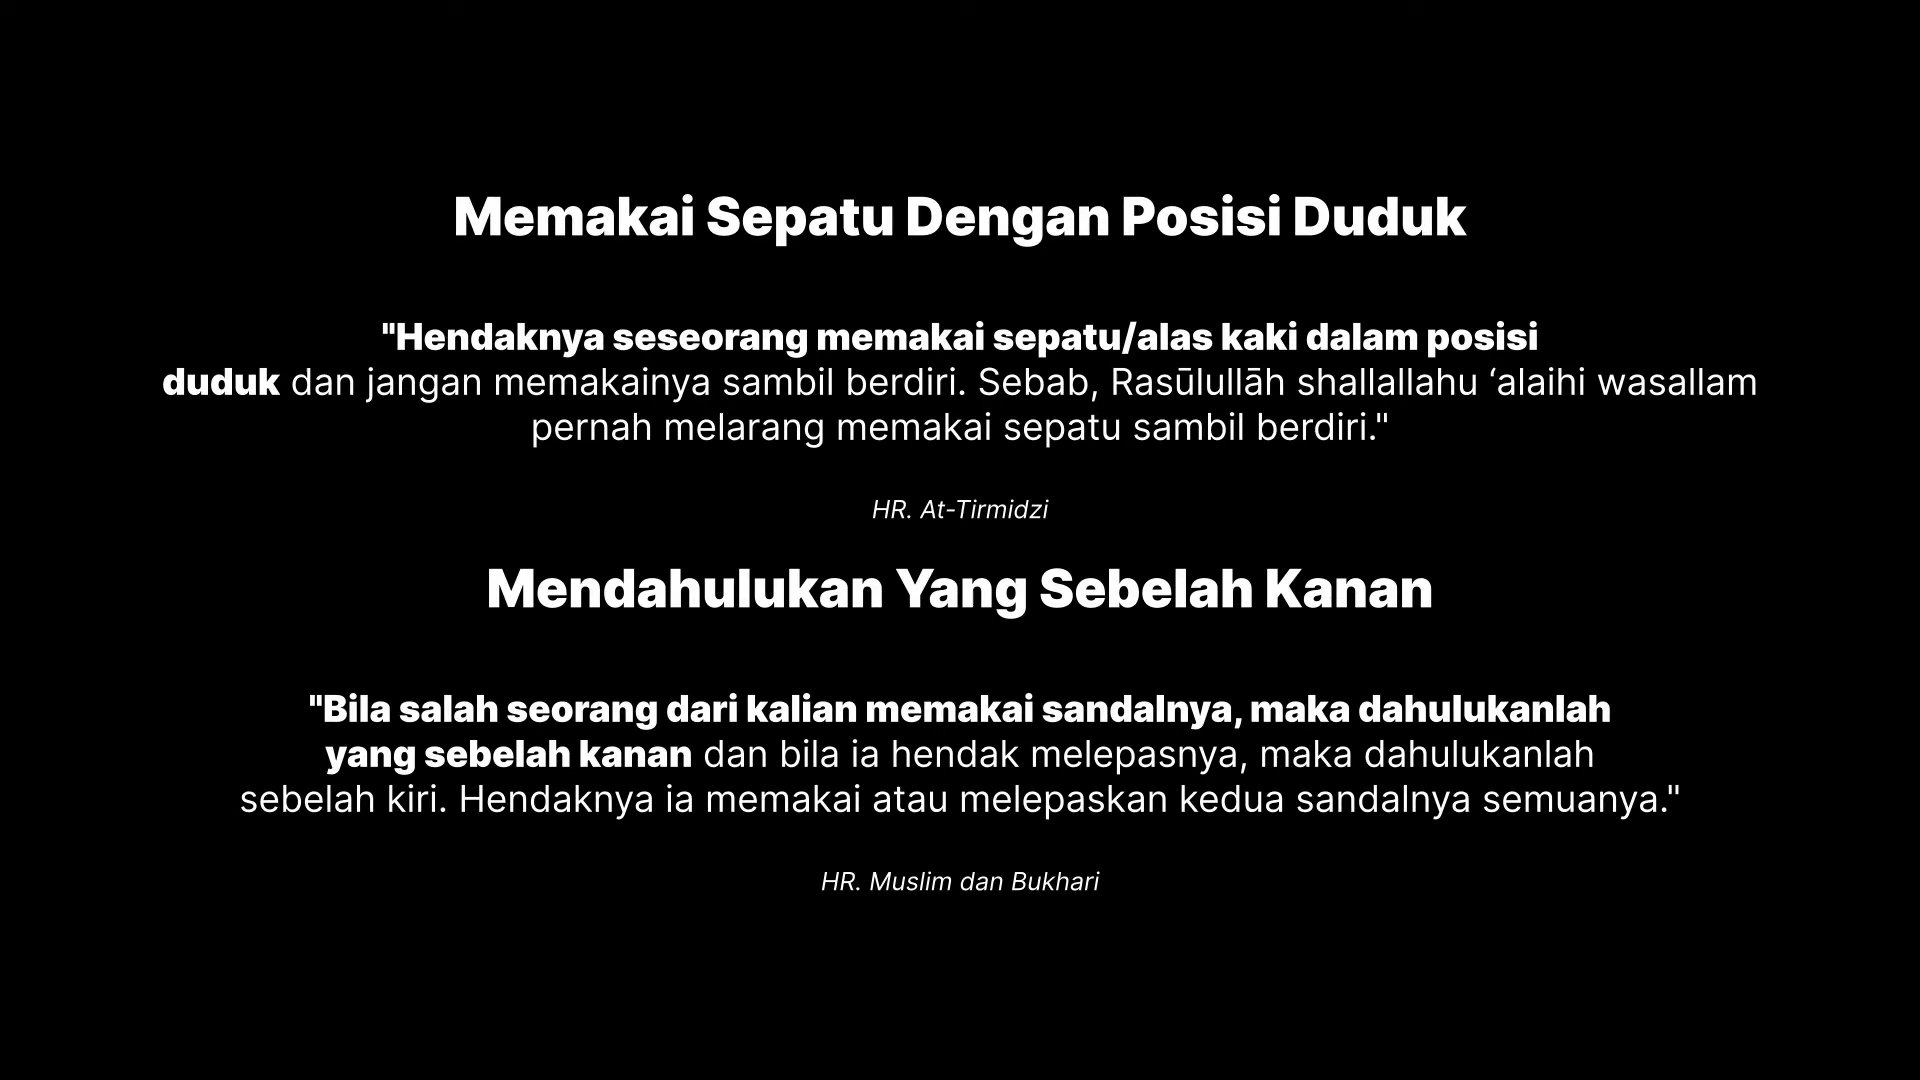 Memakai Sepatu Dengan Posisi Duduk
"Hendaknya seseorang memakai sepatu/alas kaki dalam posisi
duduk dan jangan memakainya sambil berdiri. Sebab, Rasūlullāh shallallahu ‘alaihi wasallam
pernah melarang memakai sepatu sambil berdiri."
HR. At-Tirmidzi
Mendahulukan Yang Sebelah Kanan
"Bila salah seorang dari kalian memakai sandalnya, maka dahulukanlah
yang sebelah kanan dan bila ia hendak melepasnya, maka dahulukanlah
sebelah kiri. Hendaknya ia memakai atau melepaskan kedua sandalnya semuanya."
HR. Muslim dan Bukhari